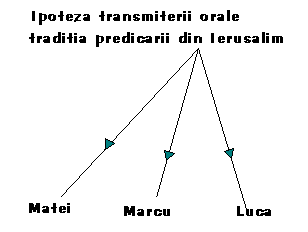 Ipoteza transmiterii orale
traditia predicarii din Ierusalim
Matei
Marcu
Luca